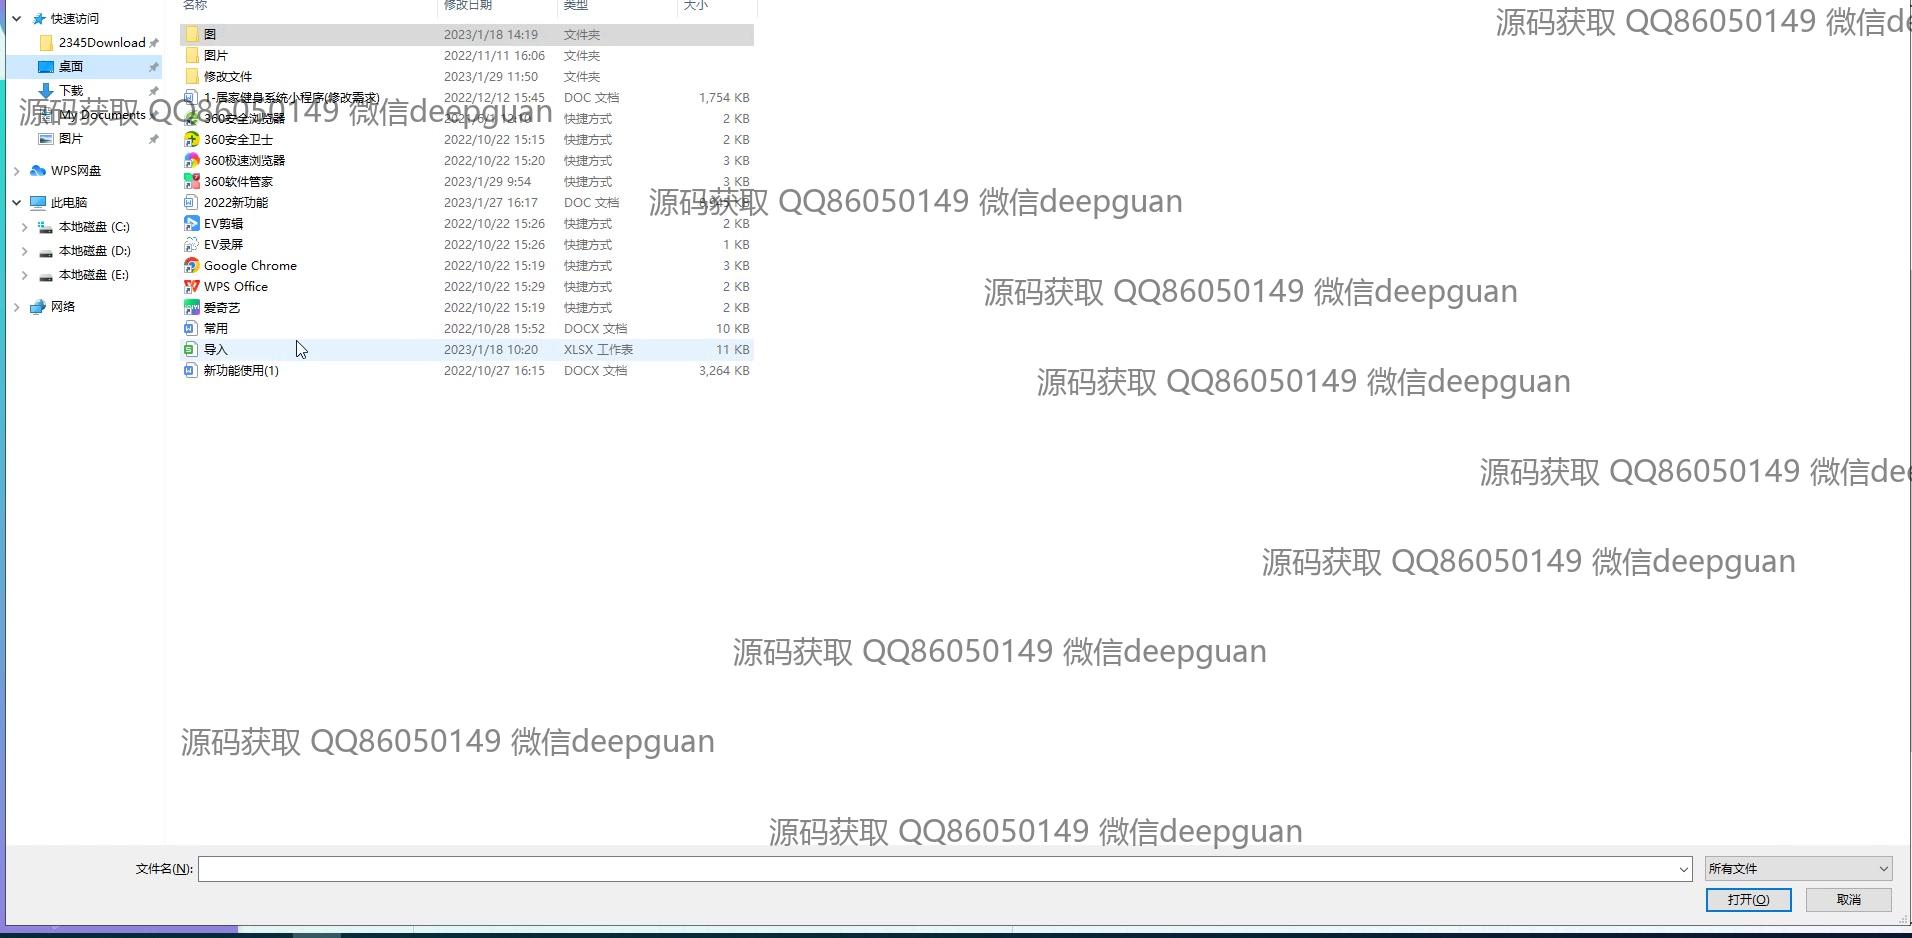 名称 修改日期 类型 大小
快速访问
2345Download
桌面
下载
My Documents
图片
WPS网盘
此电脑
本地磁盘 (C:)
本地磁盘 (D:)
本地磁盘 (E:)
网络
图 2023/1/18 14:19 文件夹
图片 2022/11/11 16:06 文件夹
修改文件 2023/1/29 11:50 文件夹
1-居家健身系统小程序(修改需求) 2022/12/12 15:45 DOC 文档 1,754 KB
360安全浏览器 12:10 快捷方式 2 KB
360安全卫士 2022/10/22 15:15 快捷方式 2 KB
360极速浏览器 2022/10/22 15:20 快捷方式 3 KB
360软件管家 2023/1/29 9:54 快捷方式 3 KB
2022新功能 2023/1/27 16:17 DOC 文档 KB
EV剪辑 2022/10/22 15:26 快捷方式 2 KB
EV录屏 2022/10/22 15:26 快捷方式 1 KB
Google Chrome 2022/10/22 15:19 快捷方式 3 KB
WPS Office 2022/10/22 15:29 快捷方式 2 KB
爱奇艺 2022/10/22 15:19 快捷方式 2 KB
常用 2022/10/28 15:52 DOCX 文档 10 KB
导入 2023/1/18 10:20 XLSX 工作表 11 KB
新功能使用(1) 2022/10/27 16:15 DOCX 文档 3,264 KB
源码获取 QQ86050149 微信de
源码获取 QQ86050149 微信deepguan
源码获取 QQ86050149 微信deepguan
源码获取 QQ86050149 微信deepguan
源码获取 QQ86050149 微信deepguan
源码获取 QQ86050149 微信dee
源码获取 QQ86050149 微信deepguan
源码获取 QQ86050149 微信deepguan
源码获取 QQ86050149 微信deepguan
源码获取 QQ86050149 微信deepguan
文件名(N): 所有文件
打开(O) 取消